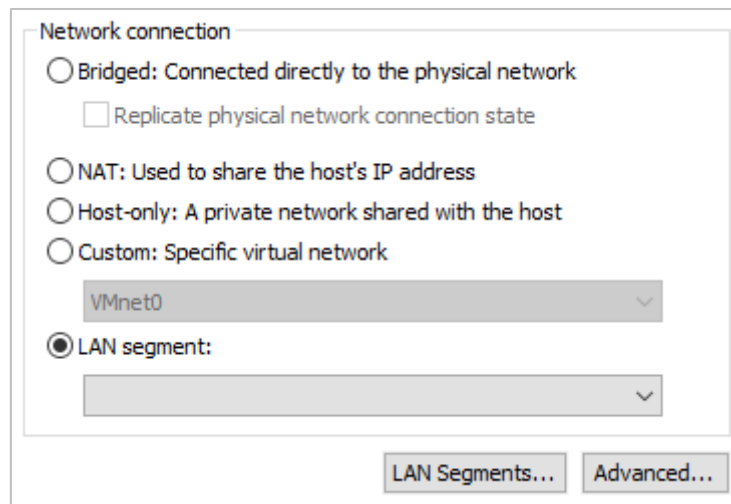 Network connection
Bridged: Connected directly to the physical network
Replicate physical network connection state
NAT: Used to share the host's IP address
Host-only: A private network shared with the host
Custom: Specific virtual network
VMnet0
LAN segment:
LAN Segments... Advanced...